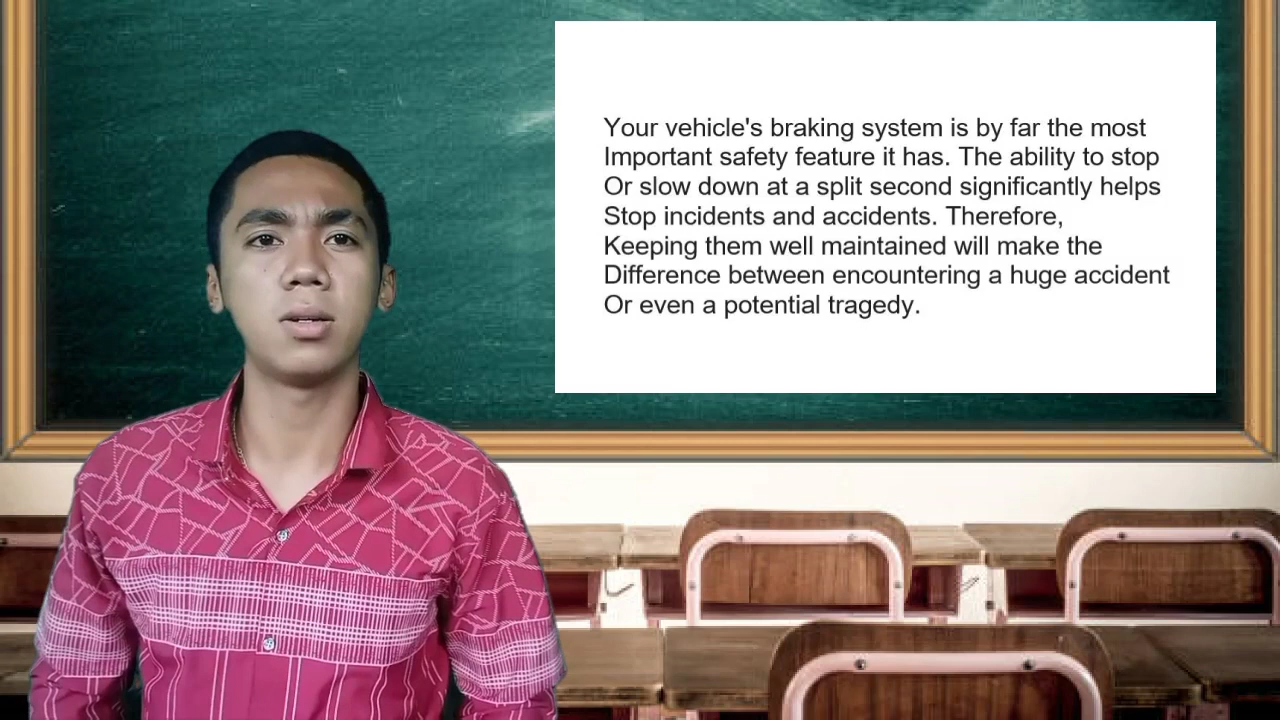 Your vehicle's braking system is by far the most
Important safety feature it has. The ability to stop
Or slow down at a split second significantly helps
Stop incidents and accidents. Therefore,
Keeping them well maintained will make the
Difference between encountering a huge accident
Or even a potential tragedy.